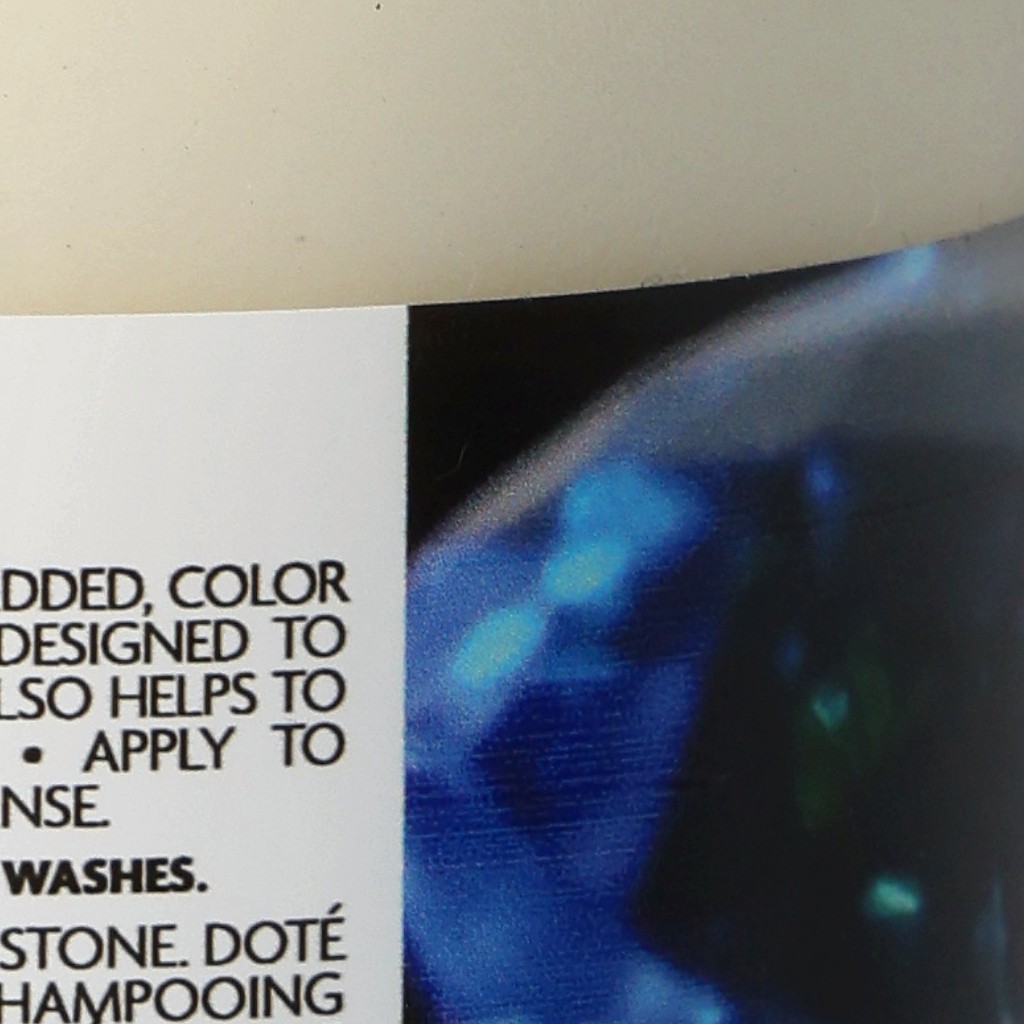 DDED, COLOR
DESIGNED TO
LSO HELPS TO
• APPLY TO
NSE.
WASHES.
STONE. DOTÉ
HAMPOOING